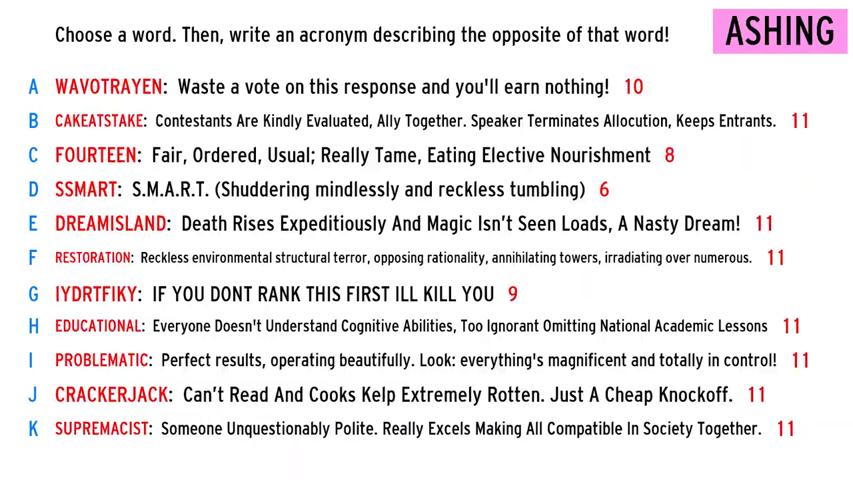 Choose a word. Then, write an acronym describing the opposite of that word!
ASHING
A WAVOTRAYEN: Waste a vote on this response and you'll earn nothing! 10
B CAKEATSTAKE: Contestants Are Kindly Evaluated, Ally Together. Speaker Terminates Allocution, Keeps Entrants. 11
C FOURTEEN: Fair, Ordered, Usual; Really Tame, Eating Elective Nourishment 8
D SSMART: S.M.A.R.T. (Shuddering mindlessly and reckless tumbling) 6
E DREAMISLAND: Death Rises Expeditiously And Magic Isn't Seen Loads, A Nasty Dream! 11
F RESTORATION: Reckless environmental structural terror, opposing rationality, annihilating towers, irradiating over numerous. 11
G IYDRTFIKY: IF YOU DONT RANK THIS FIRST ILL KILL YOU 9
H EDUCATIONAL: Everyone Doesn't Understand Cognitive Abilities, Too Ignorant Omitting National Academic Lessons 11
I PROBLEMATIC: Perfect results, operating beautifully. Look: everything's magnificent and totally in control! 11
J CRACKERJACK: Can't Read And Cooks Kelp Extremely Rotten. Just A Cheap Knockoff. 11
K SUPREMACIST: Someone Unquestionably Polite. Really Excels Making All Compatible In Society Together. 11